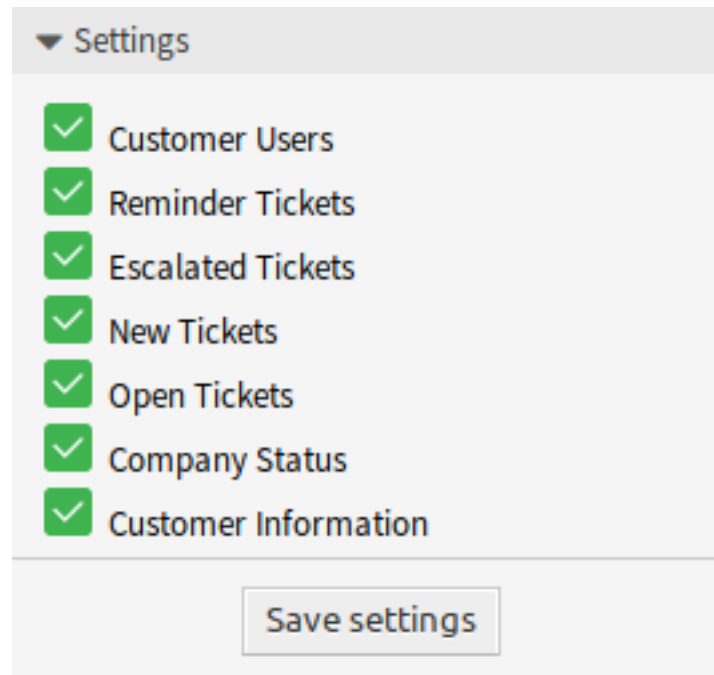 Settings
Customer Users
Reminder Tickets
Escalated Tickets
New Tickets
Open Tickets
Company Status
Customer Information
Save settings